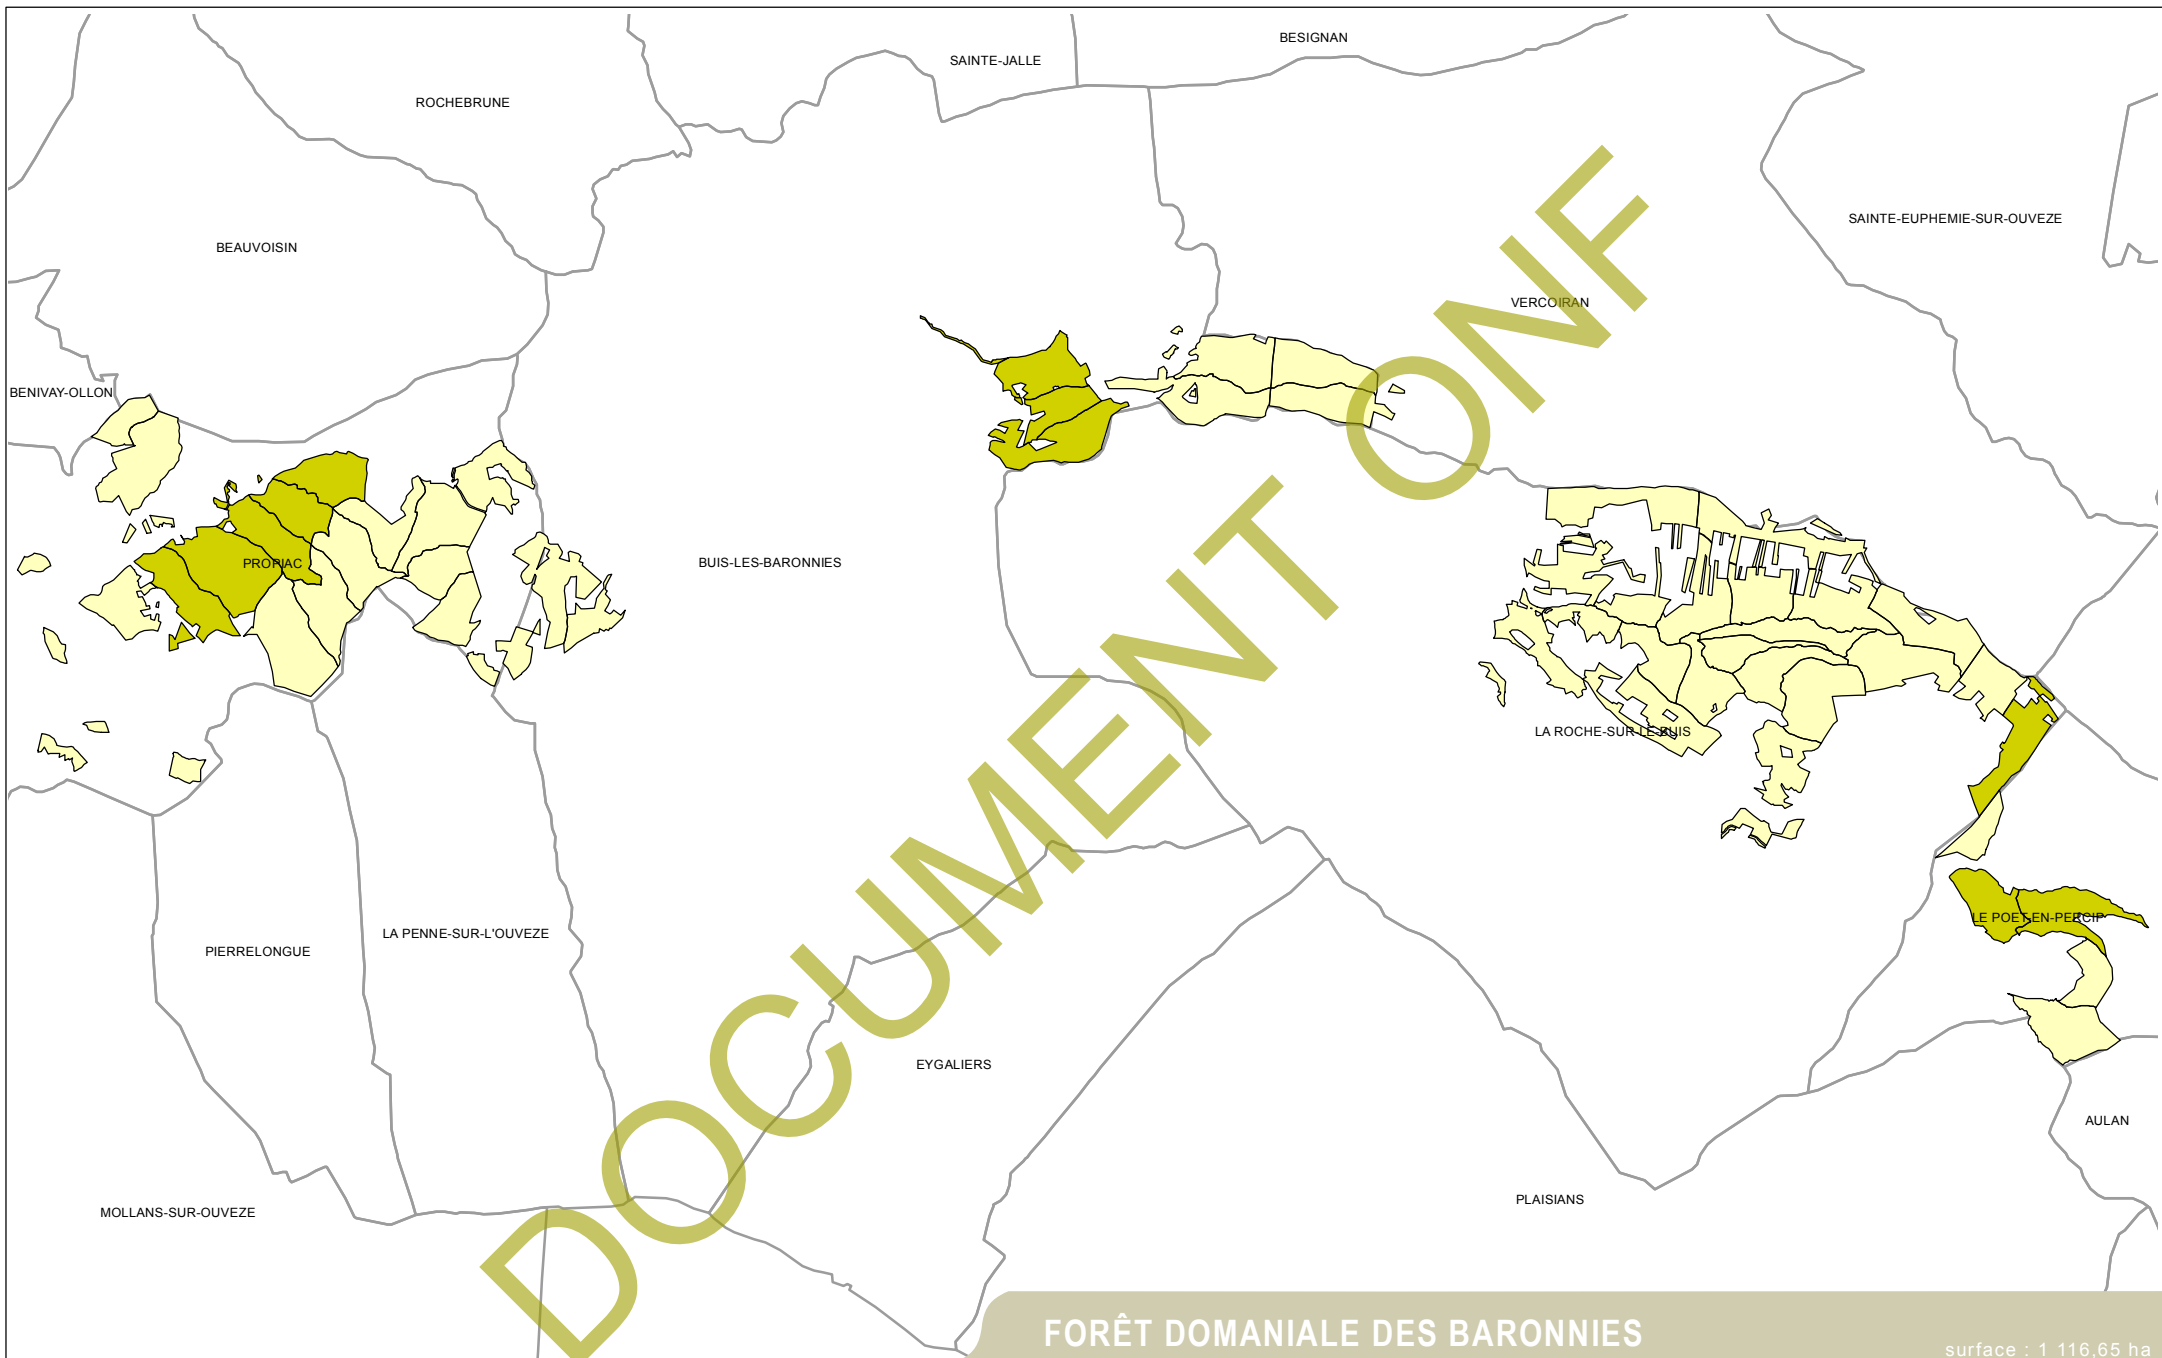 SAINTE-JALLE
BESIGNAN
ROCHEBRUNE
SAINTE-EUPHEMIE-SUR-OUVEZE
BEAUVOISIN
VERCOIRAN
BENIVAY-OLLON
PROPIAC
BUIS-LES-BARONNIES
LA ROCHE-SUR-LE-BUIS
LE POET-EN-PERCIP
LA PENNE-SUR-L'OUVEZE
PIERRELONGUE
EYGALIERS
AULAN
PLAISIANS
MOLLANS-SUR-OUVEZE
DOCUMENT ONF
FORÊT DOMANIALE DES BARONNIES
surface : 1 116,65 ha